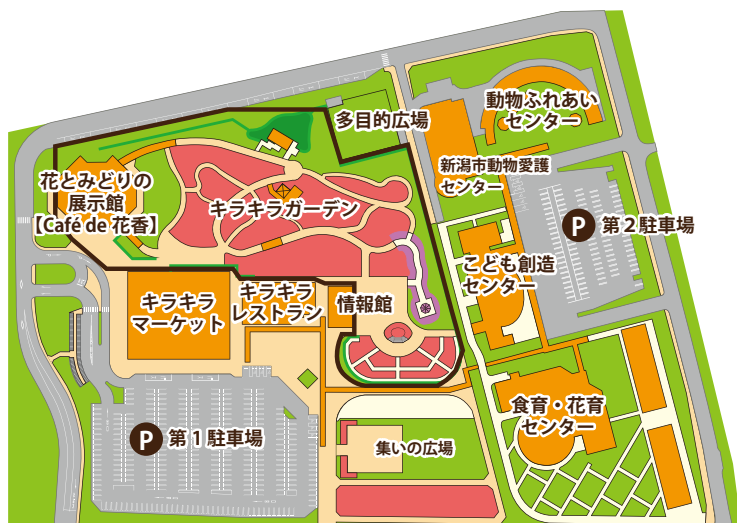 多目的広場
動物ふれあい
センター
新潟市動物愛護
センター
花とみどりの
展示館
【Café de 花香】
キラキラガーデン
P 第2駐車場
こども創造
センター
キラキラ
マーケット
キラキラ
レストラン
情報館
食育・花育
センター
P 第1駐車場
集いの広場